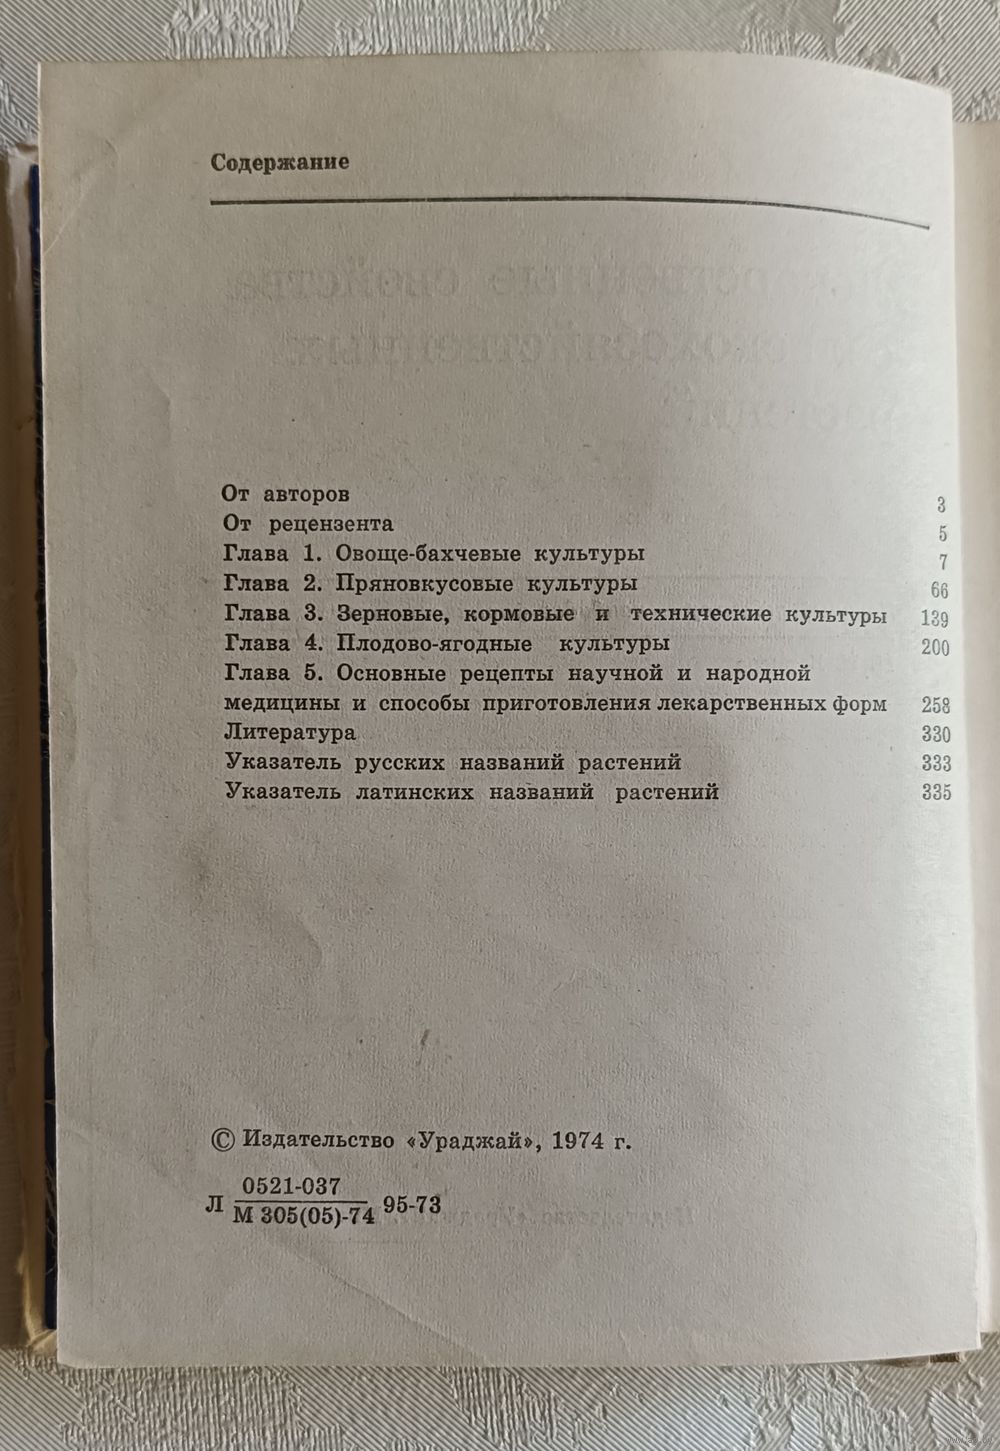 Содержание
От авторов 3
От рецензента 5
Глава 1. Овоще-бахчевые культуры 7
Глава 2. Пряновкусовые культуры 66
Глава 3. Зерновые, кормовые и технические культуры 139
Глава 4. Плодово-ягодные культуры 200
Глава 5. Основные рецепты научной и народной
медицины и способы приготовления лекарственных форм 258
Литература 330
Указатель русских названий растений 333
Указатель латинских названий растений 335
© Издательство «Ураджай», 1974 г.
0521-037
Л 95-73
М 305(05)-74